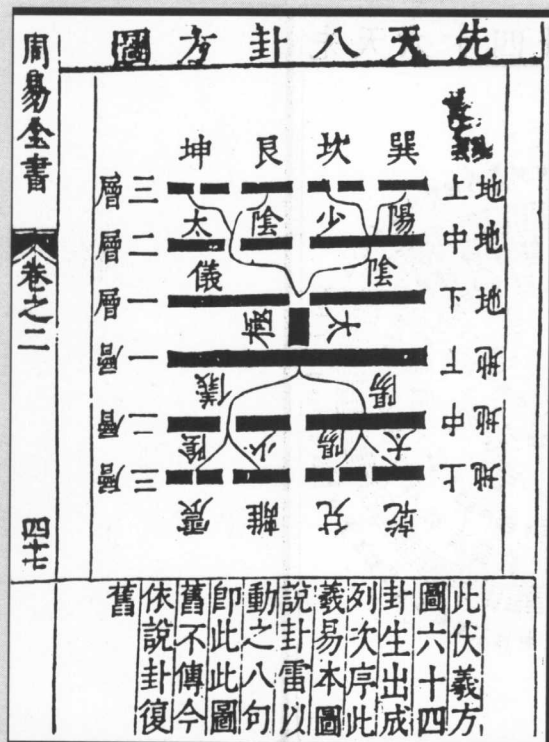 先天八卦方圖
巽 坎 艮 坤
地上 三層
太陰 少陽
地中 二層
陰儀
地下 一層
太極
地下 一層
陽儀
地中 二層
太陽 少陰
地上 三層
乾 兌 離 震
此伏羲方
圖六十四
卦生出成
列次序此
羲易本圖
說卦雷以
動之八句
卽此此圖
舊不傳今
依說卦復
舊
周易全書
卷之二
四十七